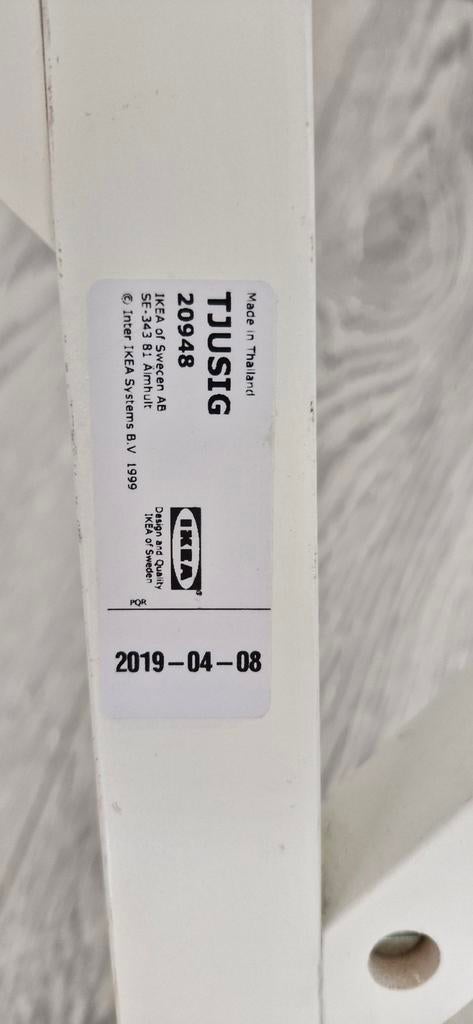 Made in Thailand
TJUSIG
20948
IKEA of Sweden AB
SE-343 81 Älmhult
© Inter IKEA Systems B.V 1999
IKEA®
Design and Quality
IKEA of Sweden
PQR
2019-04-08